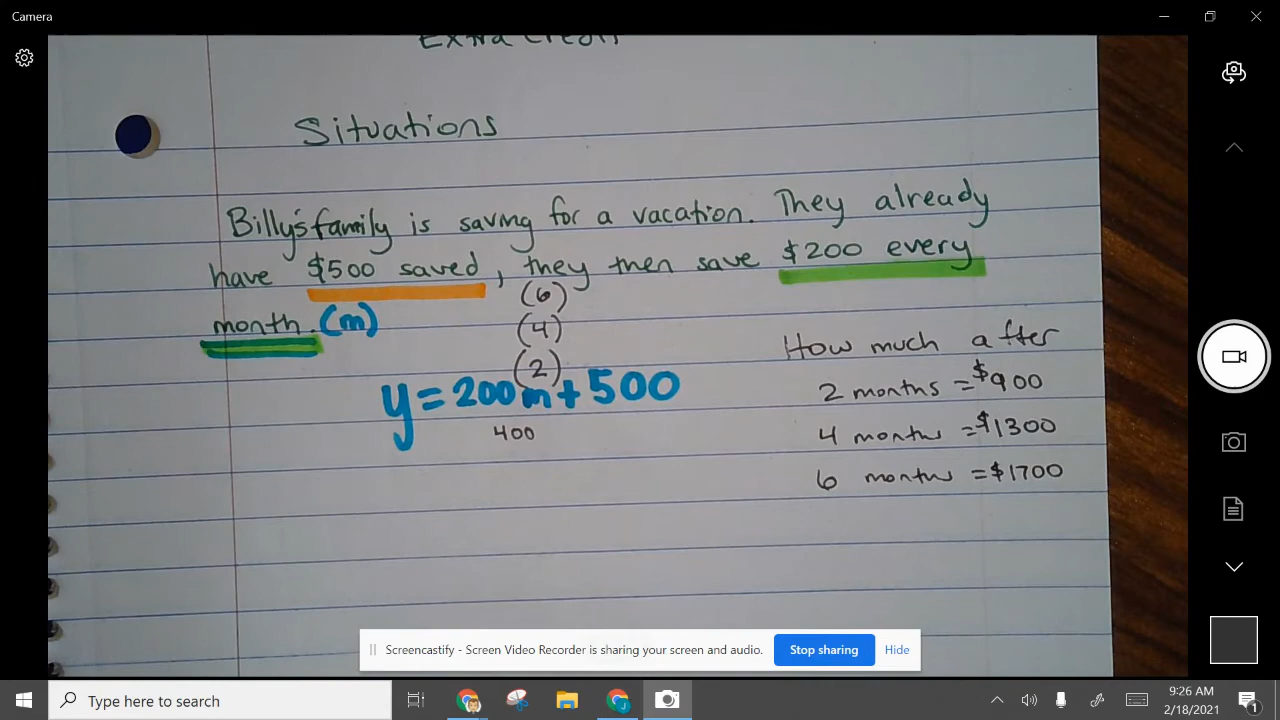 Camera
Extra Credit
Situations
Billy's family is saving for a vacation. They already
have $500 saved, they then save $200 every
month. (m)
(6)
(4)
(2)
y = 200m + 500
400
How much after
2 months = $900
4 months = $1300
6 months = $1700
Screencastify - Screen Video Recorder is sharing your screen and audio.
Stop sharing
Hide
Type here to search
9:26 AM
2/18/2021
1